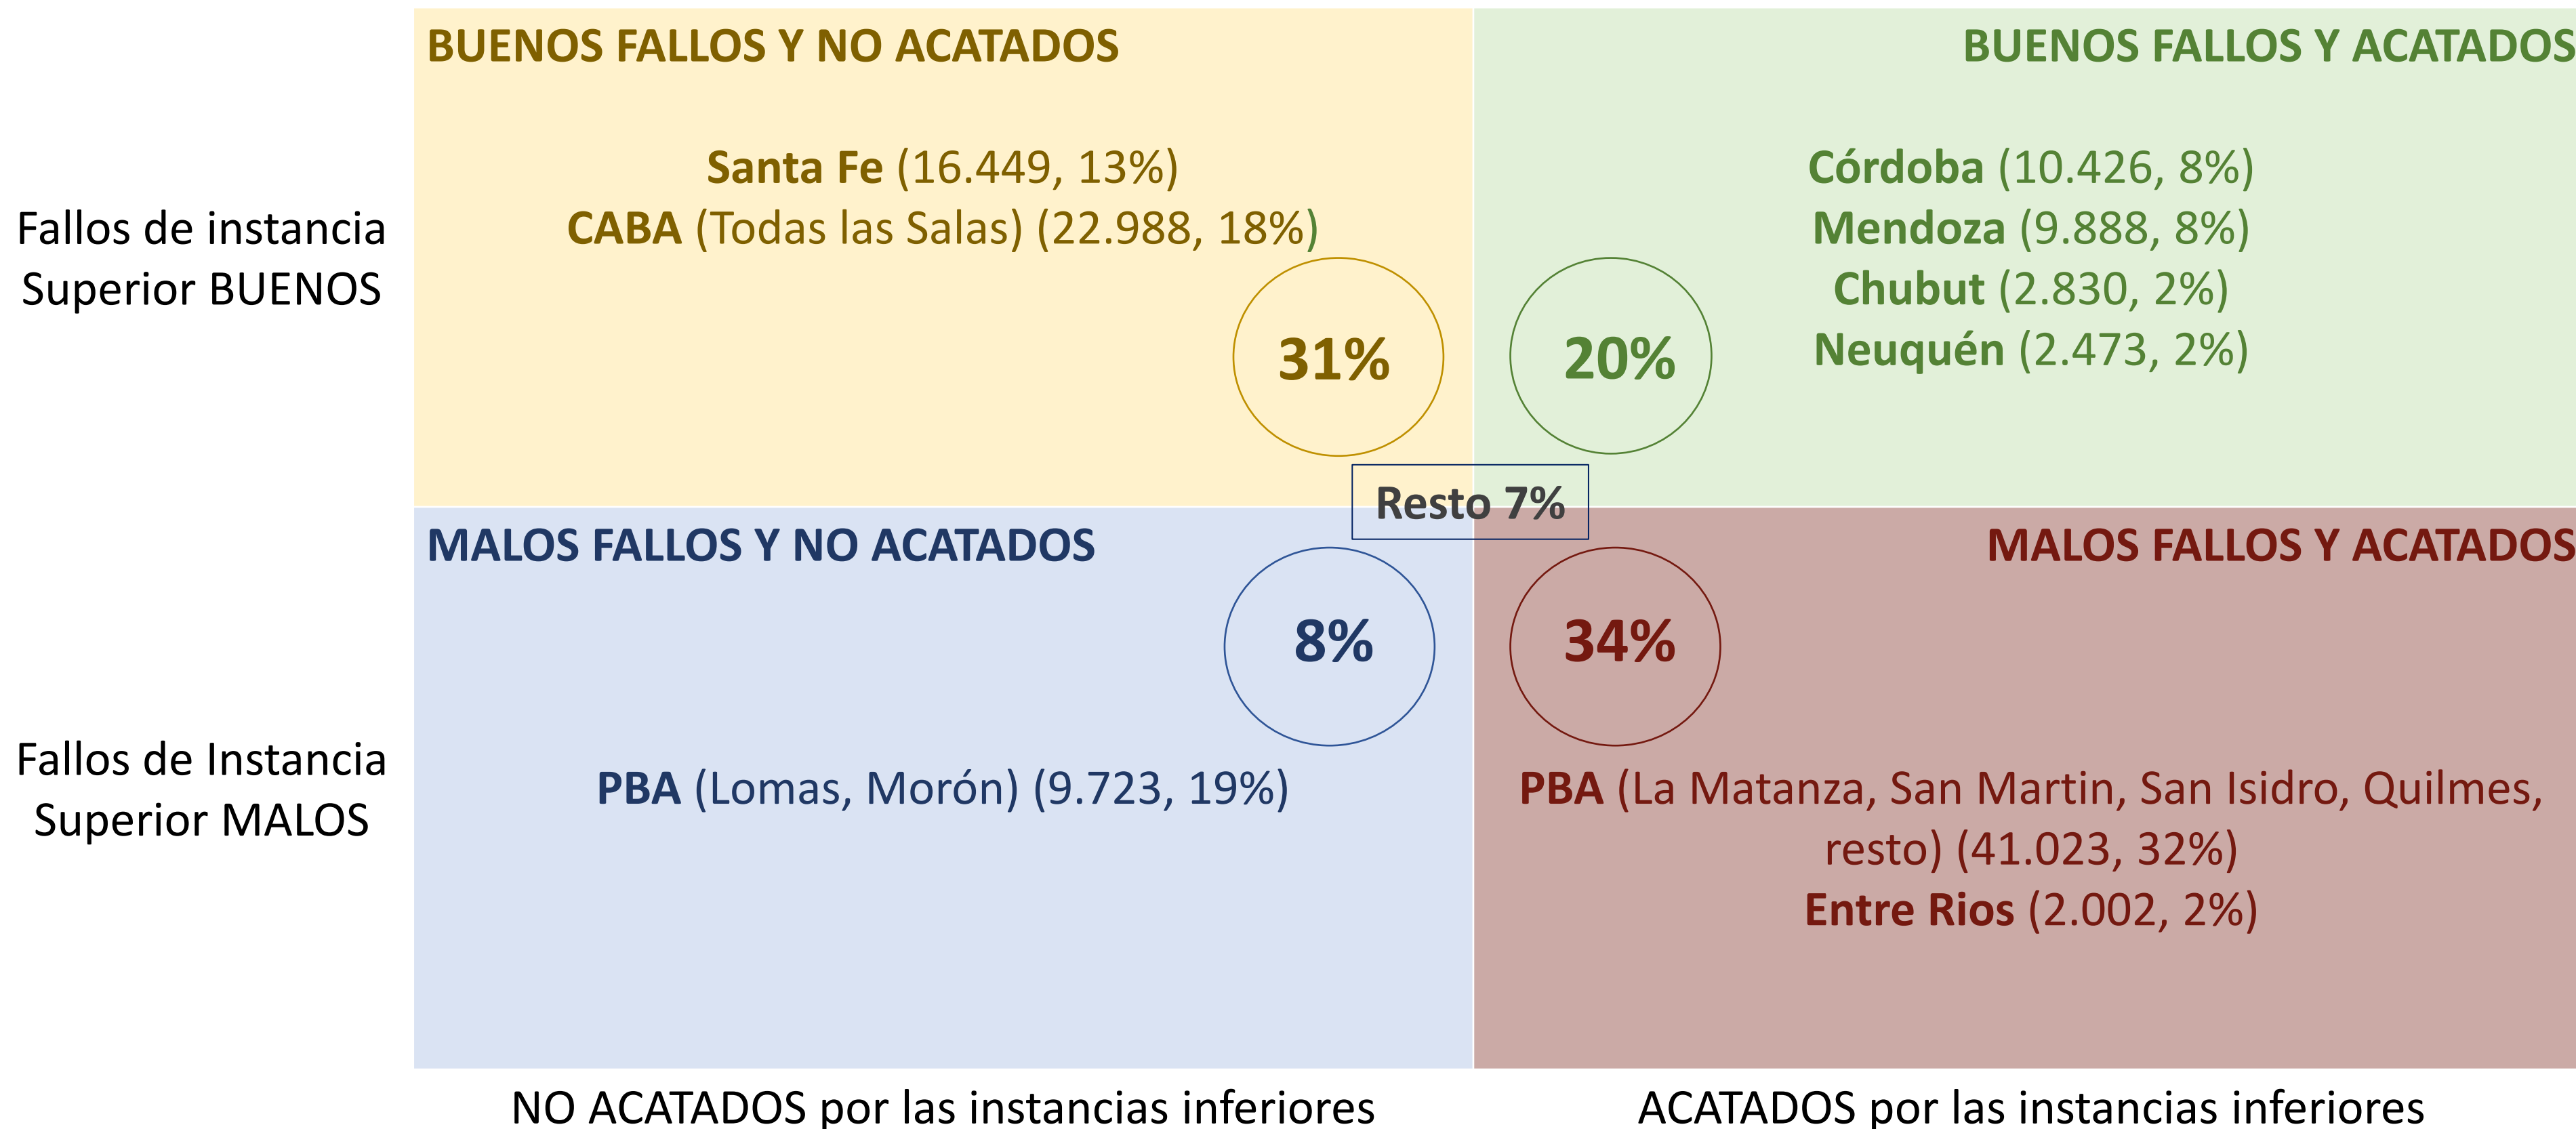 BUENOS FALLOS Y NO ACATADOS
Santa Fe (16.449, 13%)
CABA (Todas las Salas) (22.988, 18%)
31%
BUENOS FALLOS Y ACATADOS
Córdoba (10.426, 8%)
Mendoza (9.888, 8%)
Chubut (2.830, 2%)
Neuquén (2.473, 2%)
20%
Fallos de instancia
Superior BUENOS
Resto 7%
MALOS FALLOS Y NO ACATADOS
8%
PBA (Lomas, Morón) (9.723, 19%)
MALOS FALLOS Y ACATADOS
34%
PBA (La Matanza, San Martin, San Isidro, Quilmes,
resto) (41.023, 32%)
Entre Rios (2.002, 2%)
Fallos de Instancia
Superior MALOS
NO ACATADOS por las instancias inferiores
ACATADOS por las instancias inferiores